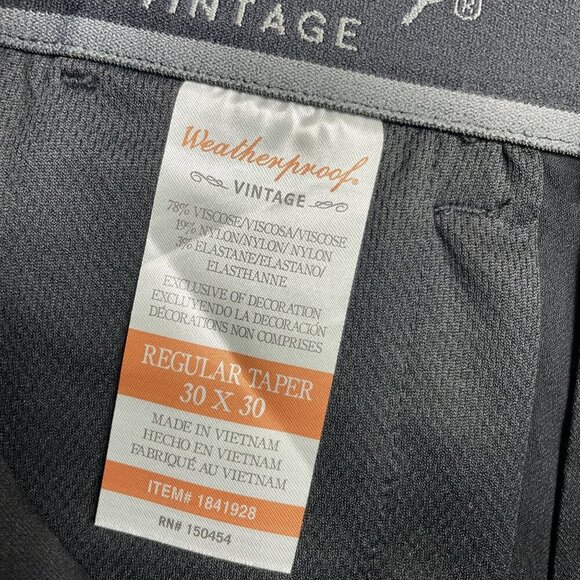 VINTAGE
Weatherproof®
VINTAGE
78% VISCOSE/VISCOSA/VISCOSE
19% NYLON/NYLON/ NYLON
3% ELASTANE/ELASTANO/
ELASTHANNE
EXCLUSIVE OF DECORATION
EXCLUYENDO LA DECORACIÓN
DÉCORATIONS NON COMPRISES
REGULAR TAPER
30 X 30
MADE IN VIETNAM
HECHO EN VIETNAM
FABRIQUÉ AU VIETNAM
ITEM# 1841928
RN# 150454